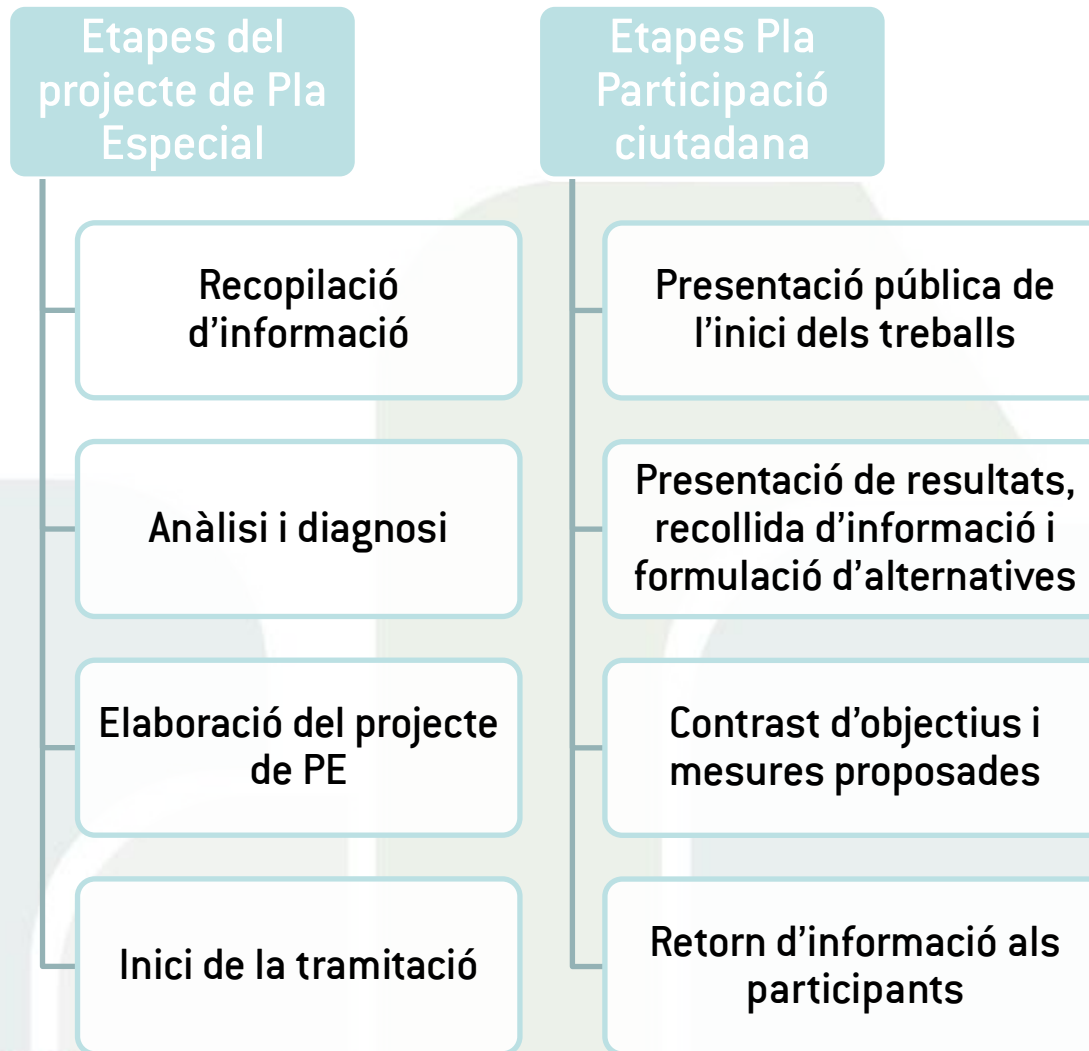 Etapes del
projecte de Pla
Especial
Recopilació
d’informació
Anàlisi i diagnosi
Elaboració del projecte
de PE
Inici de la tramitació
Etapes Pla
Participació
ciutadana
Presentació pública de
l’inici dels treballs
Presentació de resultats,
recollida d’informació i
formulació d’alternatives
Contrast d’objectius i
mesures proposades
Retorn d’informació als
participants